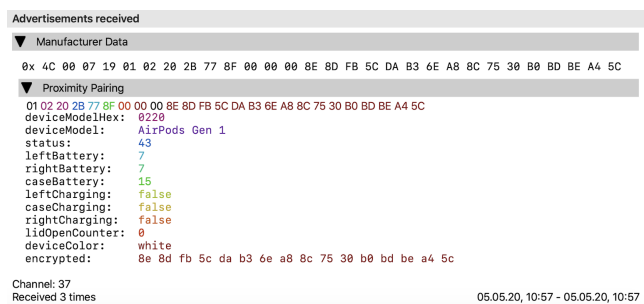 Advertisements received
Manufacturer Data
0x 4C 00 07 19 01 02 20 2B 77 8F 00 00 00 8E 8D FB 5C DA B3 6E A8 8C 75 30 B0 BD BE A4 5C
Proximity Pairing
01 02 20 2B 77 8F 00 00 00 8E 8D FB 5C DA B3 6E A8 8C 75 30 B0 BD BE A4 5C
deviceModelHex: 0220
deviceModel: AirPods Gen 1
status: 43
leftBattery: 7
rightBattery: 7
caseBattery: 15
leftCharging: false
caseCharging: false
rightCharging: false
lidOpenCounter: 0
deviceColor: white
encrypted: 8e 8d fb 5c da b3 6e a8 8c 75 30 b0 bd be a4 5c
Channel: 37
Received 3 times 05.05.20, 10:57 - 05.05.20, 10:57